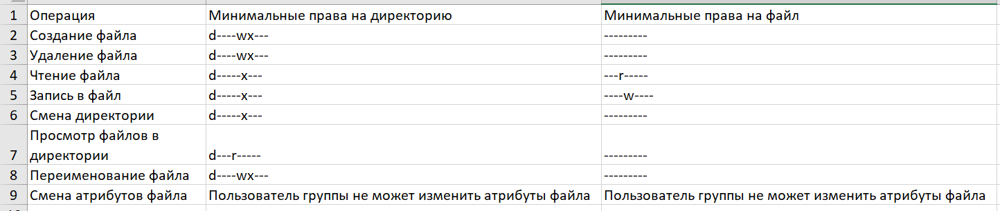 1 Операция Минимальные права на директорию Минимальные права на файл
2 Создание файла d----wx--- ---------
3 Удаление файла d----wx--- ---------
4 Чтение файла d-----x--- ---r-----
5 Запись в файл d-----x--- ----w----
6 Смена директории d-----x--- ---------
Просмотр файлов в
7 директории d---r----- ---------
8 Переименование файла d----wx--- ---------
9 Смена атрибутов файла Пользователь группы не может изменить атрибуты файла Пользователь группы не может изменить атрибуты файла